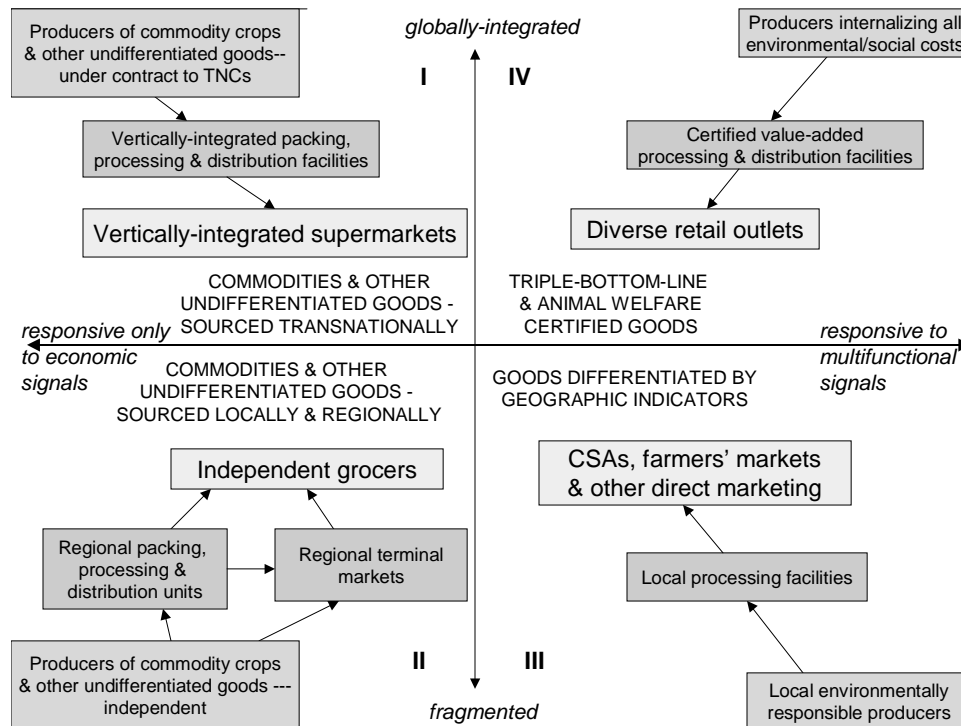 Producers of commodity crops
& other undifferentiated goods--
under contract to TNCs
globally-integrated
Producers internalizing all
environmental/social costs
I
IV
Vertically-integrated packing,
processing & distribution facilities
Certified value-added
processing & distribution facilities
Vertically-integrated supermarkets
Diverse retail outlets
COMMODITIES & OTHER
UNDIFFERENTIATED GOODS -
SOURCED TRANSNATIONALLY
TRIPLE-BOTTOM-LINE
& ANIMAL WELFARE
CERTIFIED GOODS
responsive only
to economic
signals
responsive to
multifunctional
signals
COMMODITIES & OTHER
UNDIFFERENTIATED GOODS -
SOURCED LOCALLY & REGIONALLY
GOODS DIFFERENTIATED BY
GEOGRAPHIC INDICATORS
Independent grocers
CSAs, farmers’ markets
& other direct marketing
Regional packing,
processing &
distribution units
Regional terminal
markets
Local processing facilities
II
III
Producers of commodity crops
& other undifferentiated goods ---
independent
Local environmentally
responsible producers
fragmented